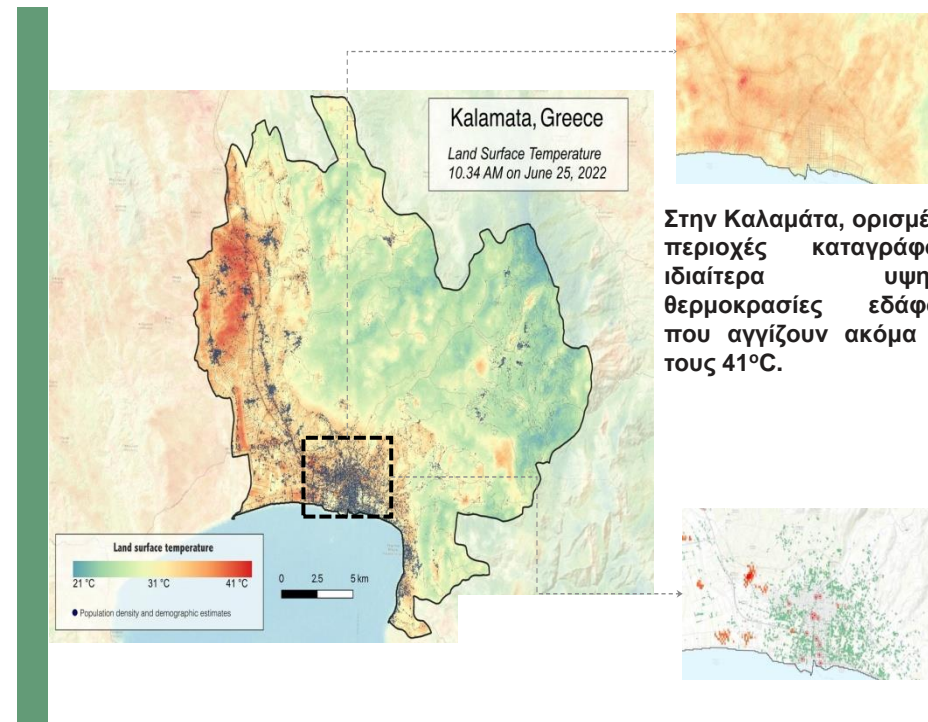 Kalamata, Greece
Land Surface Temperature
10.34 AM on June 25, 2022
Στην Καλαμάτα, ορισμέ
περιοχές καταγράφο
ιδιαίτερα υψη
θερμοκρασίες εδάφο
που αγγίζουν ακόμα
τους 41°C.
Land surface temperature
21 °C 31 °C 41 °C
Population density and demographic estimates
0 2.5 5 km